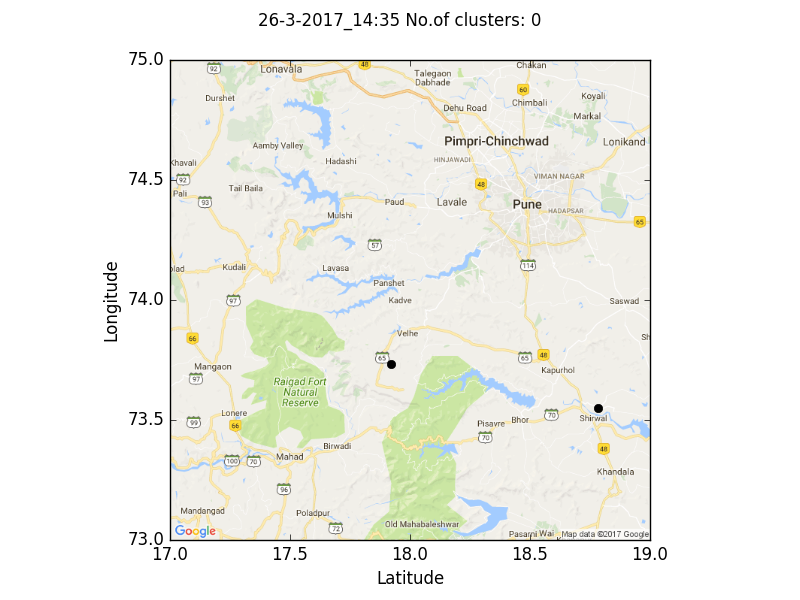 26-3-2017_14:35 No.of clusters: 0
75.0
92
Lonavala
48
Talegaon
Dabhade
Chakan
60
Durshet
Dehu Road
Chimbali
Koyali
Markal
Aamby Valley
Pimpri-Chinchwad
Lonikand
Khavali
Hadashi
HINJAWADI
74.5
92
Pali
Tail Baila
48
VIMAN NAGAR
93
Paud
Lavale
Pune
HADAPSAR
Mulshi
65
57
olad
Kudali
Lavasa
114
Panshet
74.0
97
Kadve
Saswad
66
Velhe
Sh
65
65
48
Mangaon
97
Kapurhol
Raigad Fort
Natural
Reserve
73.5
99
Lonere
66
Pisavre
Bhor
70
Shirwal
70
Birwadi
48
100
70
Mahad
Khandala
96
Mandangad
Poladpur
72
Old Mahabaleshwar
Google
Pasarni
Wai
Map data ©2017 Google
73.0
17.0
17.5
18.0
18.5
19.0
Latitude
Longitude